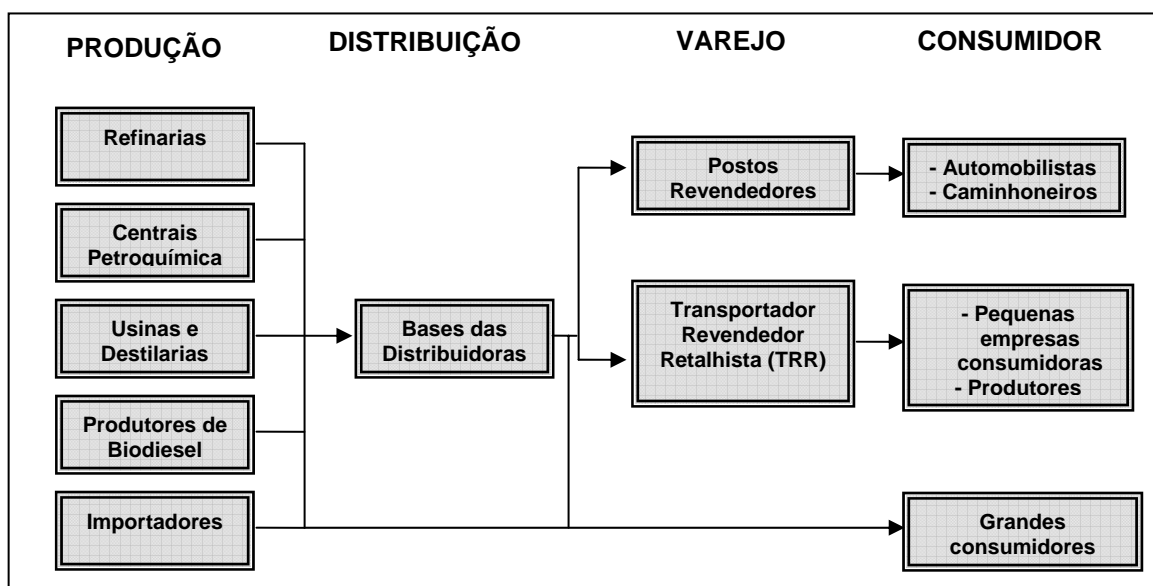 PRODUÇÃO
DISTRIBUIÇÃO
VAREJO
CONSUMIDOR
Refinarias
Centrais
Petroquímica
Usinas e
Destilarias
Produtores de
Biodiesel
Importadores
Bases das
Distribuidoras
Postos
Revendedores
Transportador
Revendedor
Retalhista (TRR)
- Automobilistas
- Caminhoneiros
- Pequenas
empresas
consumidoras
- Produtores
Grandes
consumidores